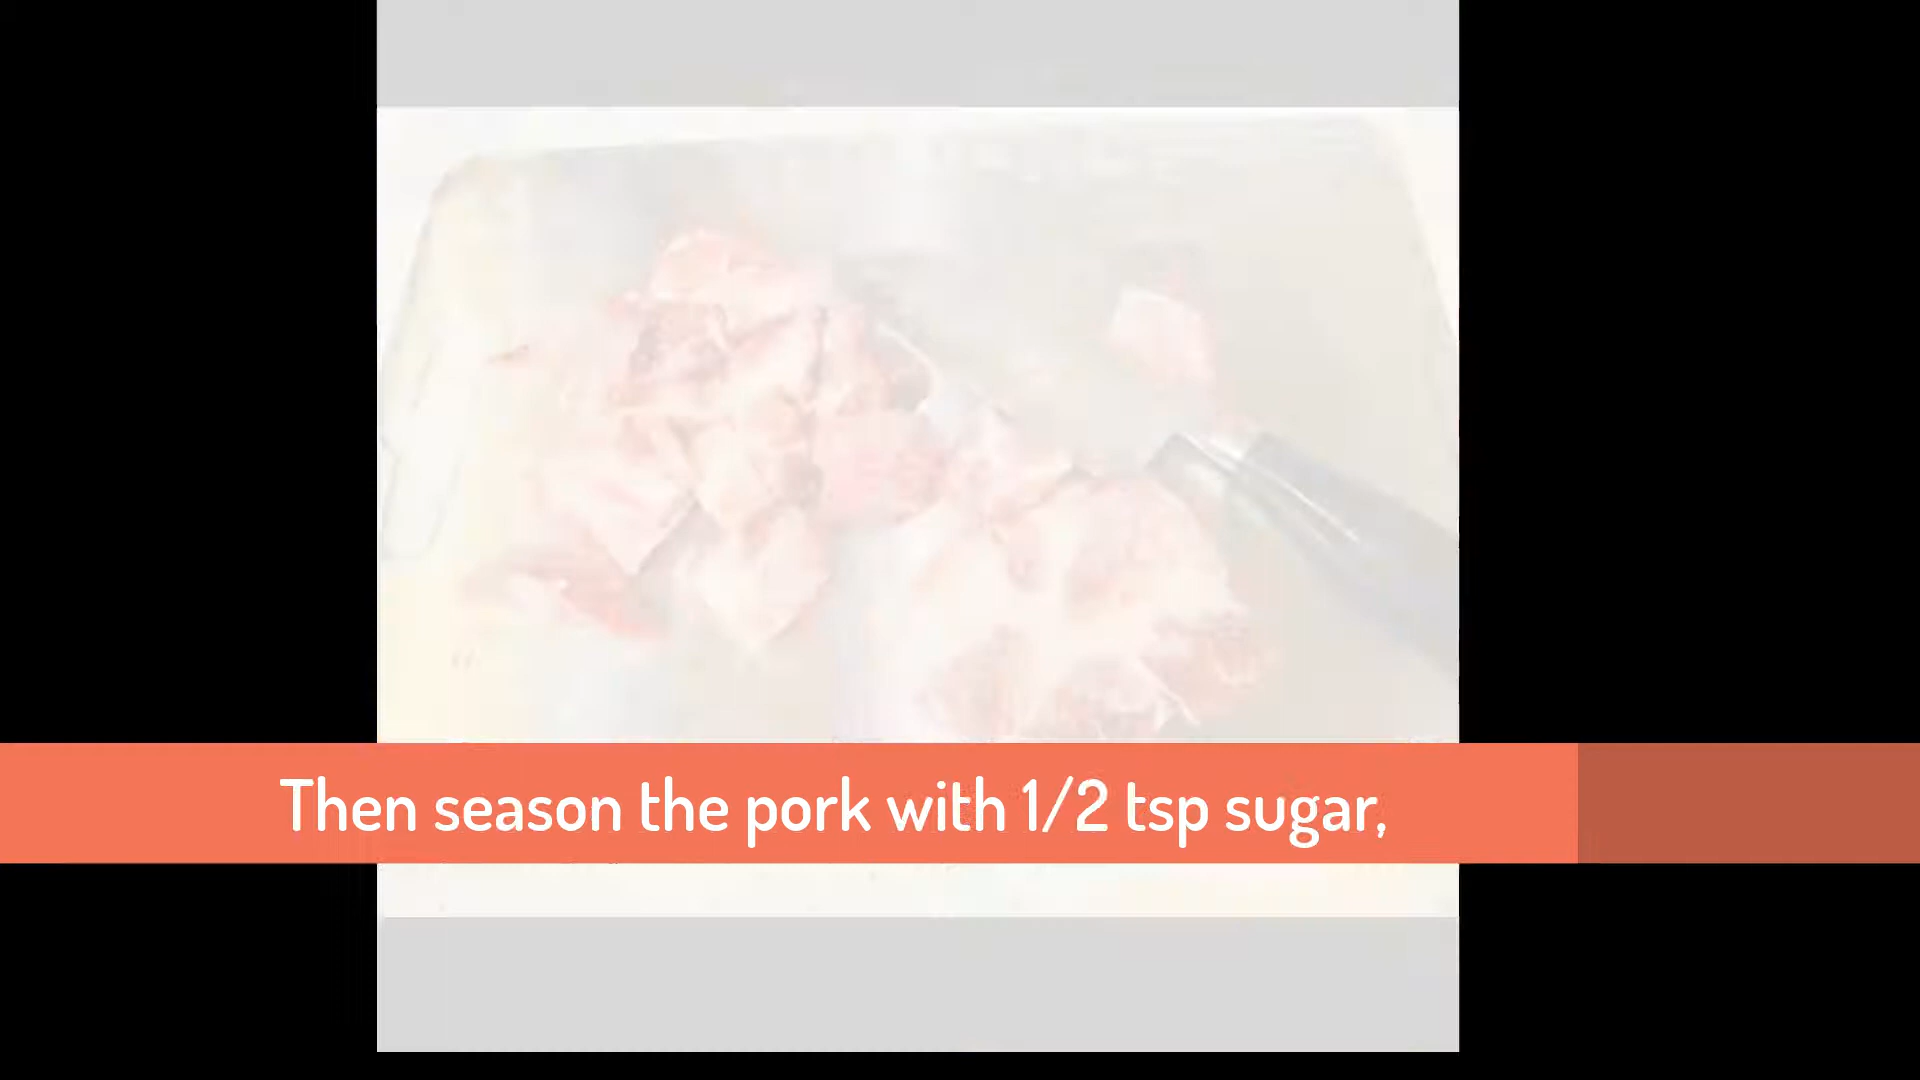 Then season the pork with 1/2 tsp sugar,